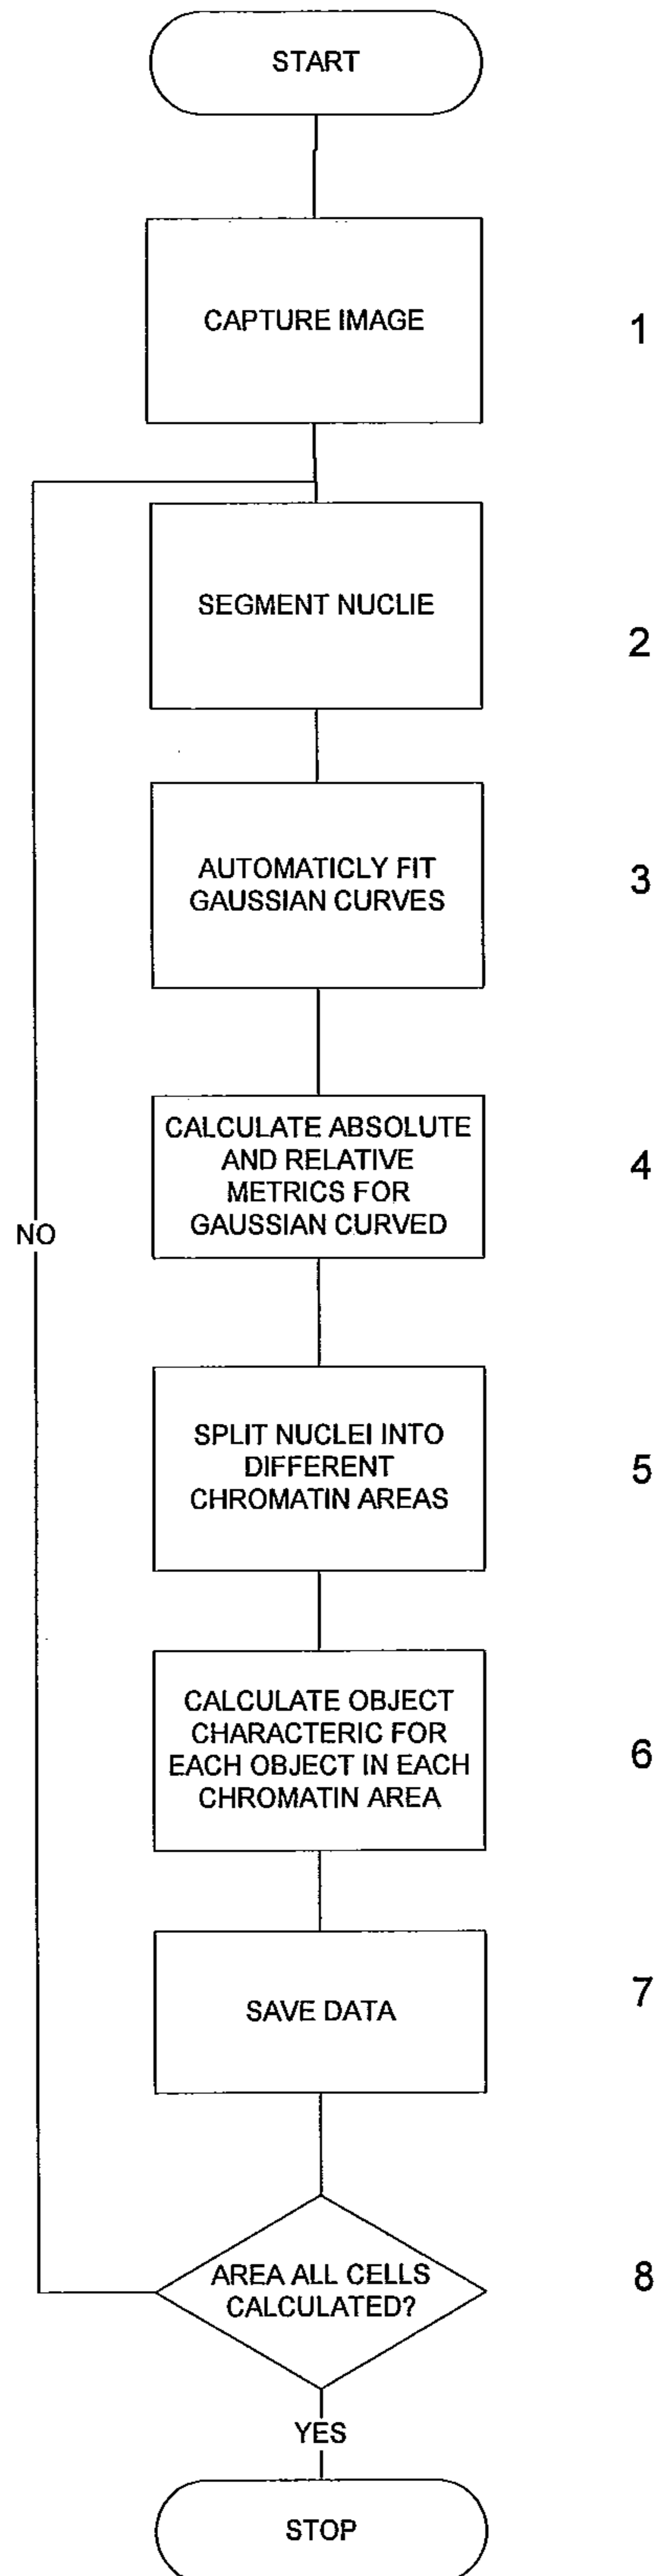 START
CAPTURE IMAGE
1
SEGMENT NUCLIE
2
AUTOMATICLY FIT
GAUSSIAN CURVES
3
CALCULATE ABSOLUTE
AND RELATIVE
METRICS FOR
GAUSSIAN CURVED
4
NO
SPLIT NUCLEI INTO
DIFFERENT
CHROMATIN AREAS
5
CALCULATE OBJECT
CHARACTERIC FOR
EACH OBJECT IN EACH
CHROMATIN AREA
6
SAVE DATA
7
AREA ALL CELLS
CALCULATED?
8
YES
STOP